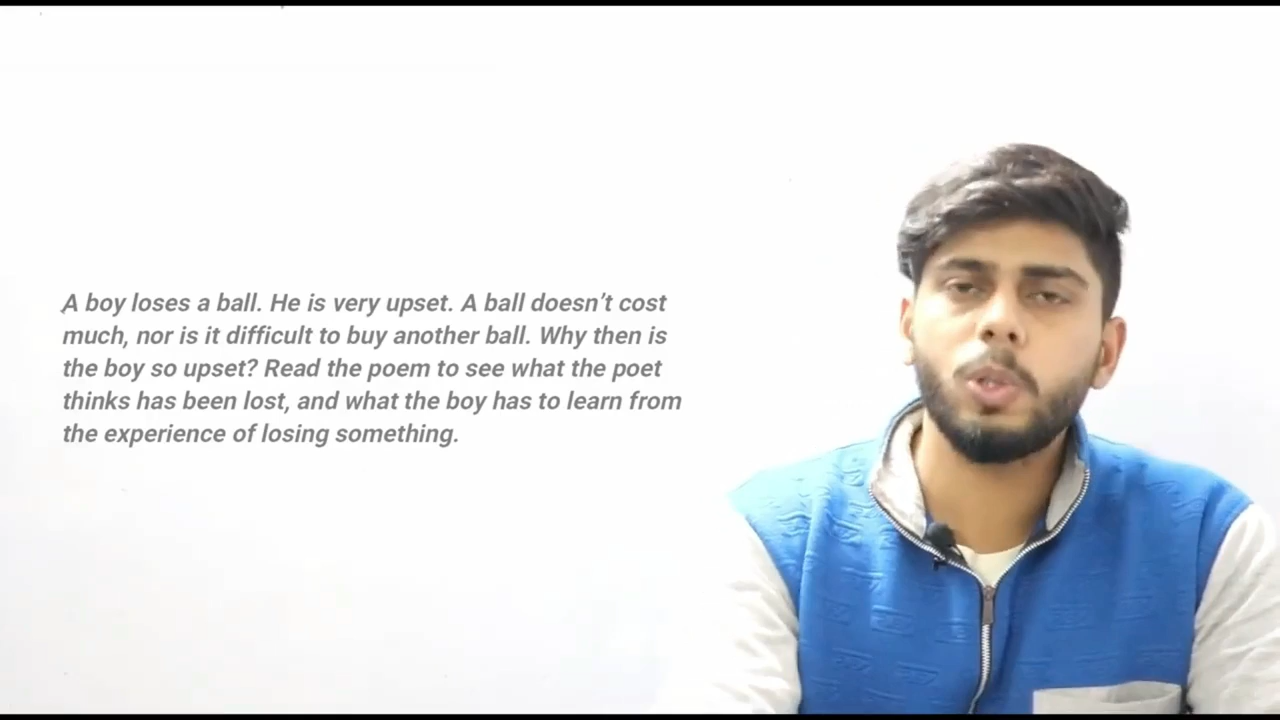 A boy loses a ball. He is very upset. A ball doesn’t cost
much, nor is it difficult to buy another ball. Why then is
the boy so upset? Read the poem to see what the poet
thinks has been lost, and what the boy has to learn from
the experience of losing something.